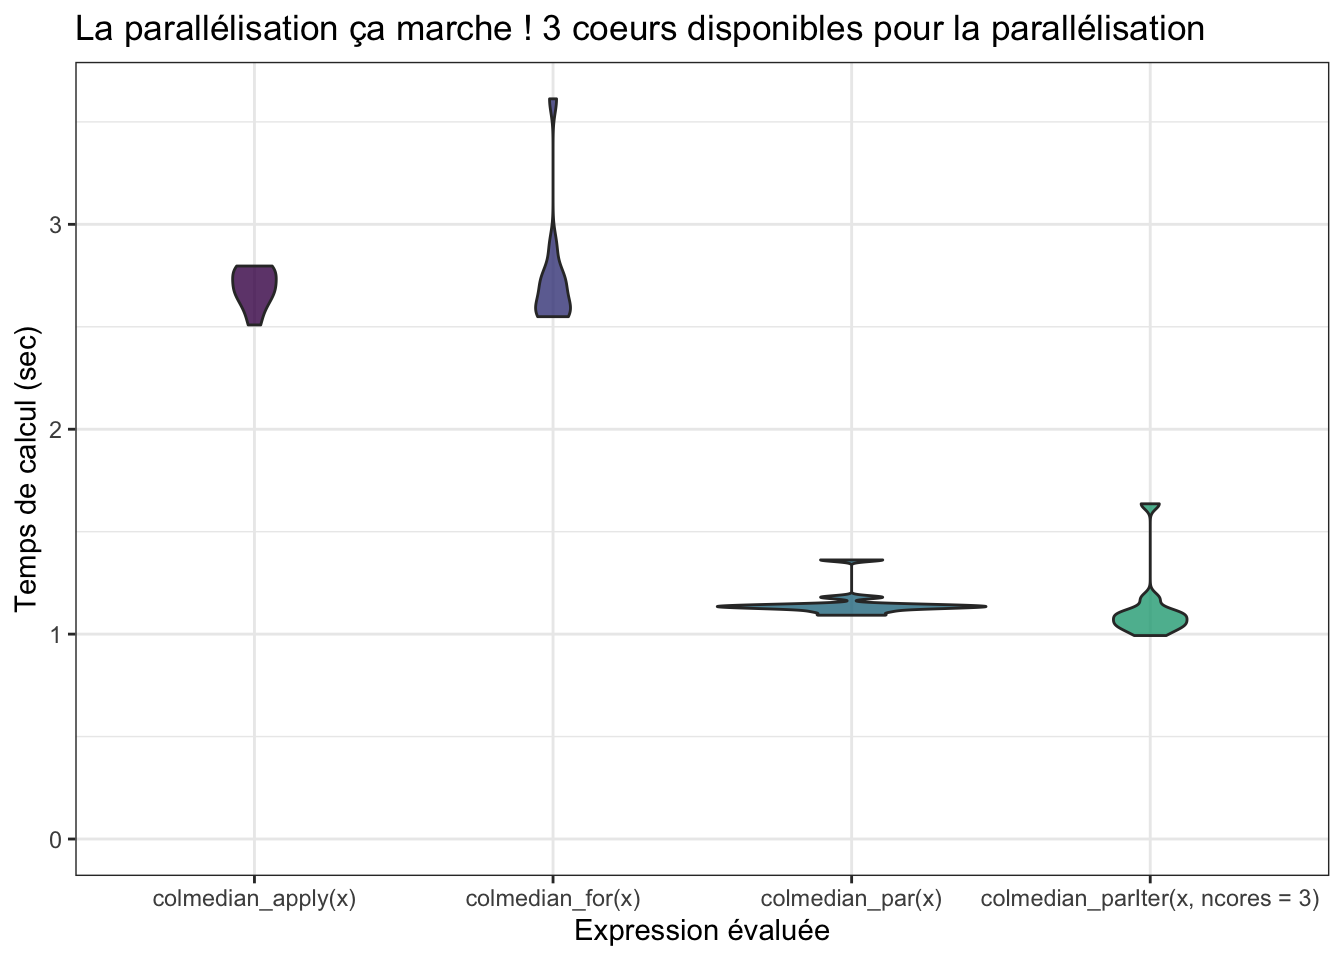 La parallélisation ça marche ! 3 coeurs disponibles pour la parallélisation
Temps de calcul (sec)
3
2
1
0
colmedian_apply(x)
colmedian_for(x)
colmedian_par(x)
colmedian_parIter(x, ncores = 3)
Expression évaluée